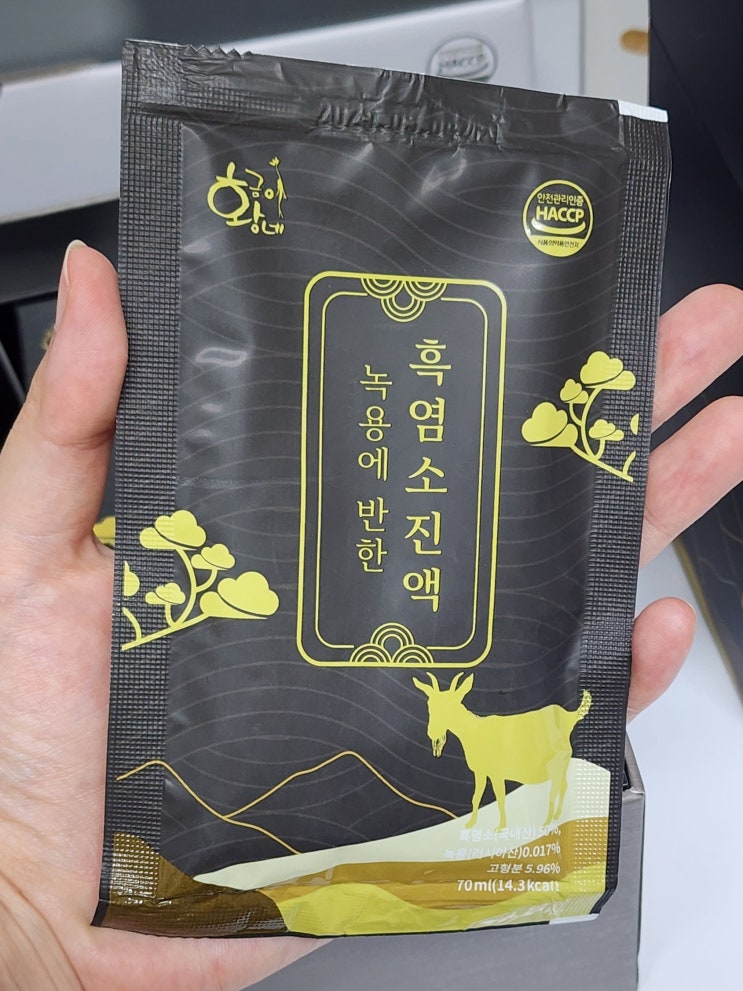 HACCP
황금이네
안전관리인증
HACCP
식품의약품안전처
녹용에 반한
흑염소진액
흑염소(국내산) 50%,
녹용(러시아산)0.017%
고형분 5.96%
70ml(14.3kcal)